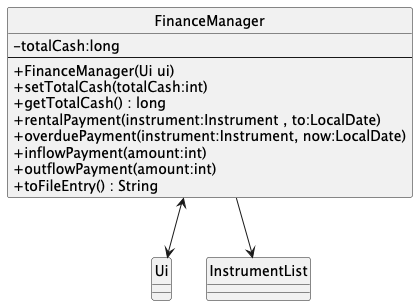 FinanceManager
-totalCash:long
+FinanceManager(Ui ui)
+setTotalCash(totalCash:int)
+getTotalCash() : long
+rentalPayment(instrument:Instrument , to:LocalDate)
+overduePayment(instrument:Instrument, now:LocalDate)
+inflowPayment(amount:int)
+outflowPayment(amount:int)
+toFileEntry() : String
Ui
InstrumentList